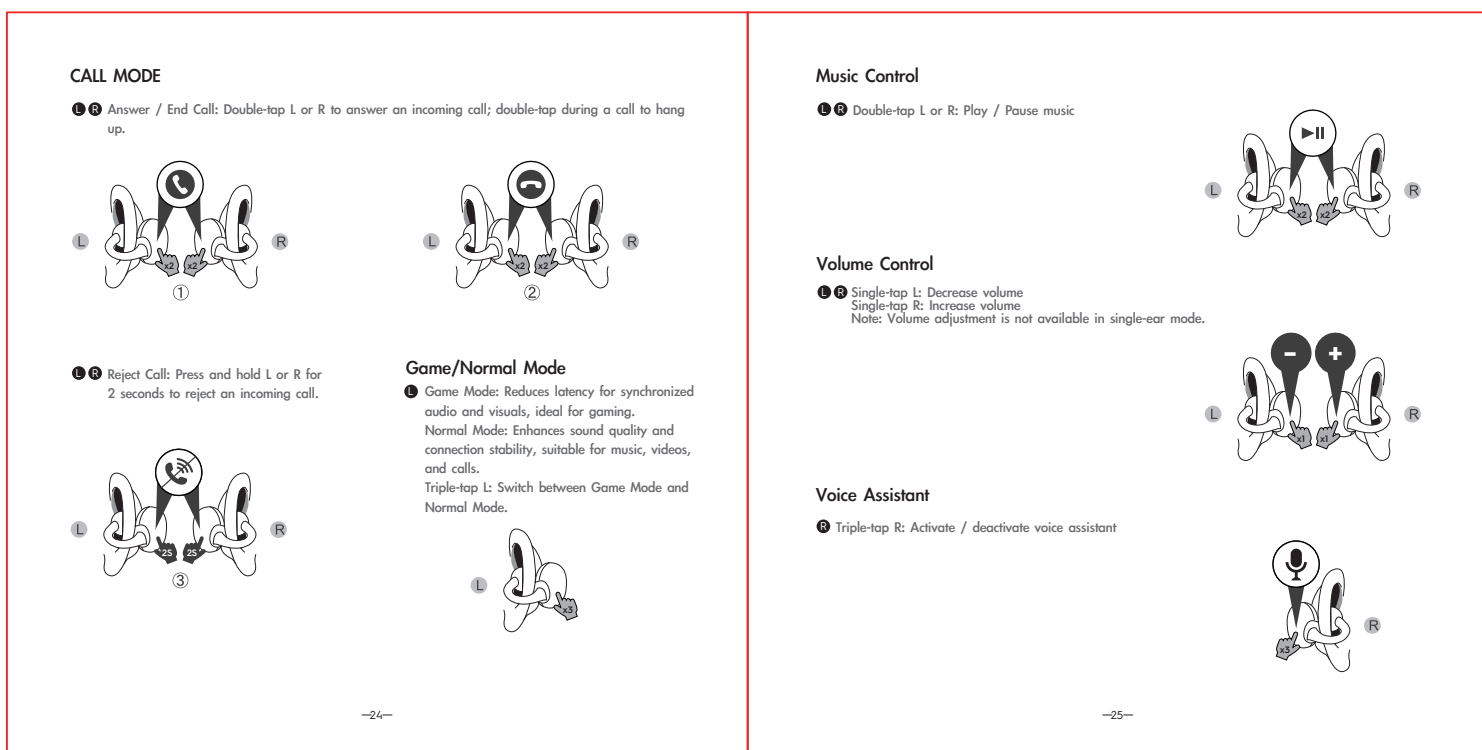 CALL MODE
L R Answer / End Call: Double-tap L or R to answer an incoming call; double-tap during a call to hang
up.
L x2 x2 R
①
L x2 x2 R
②
L R Reject Call: Press and hold L or R for
2 seconds to reject an incoming call.
L 2S 2S R
③
Game/Normal Mode
L Game Mode: Reduces latency for synchronized
audio and visuals, ideal for gaming.
Normal Mode: Enhances sound quality and
connection stability, suitable for music, videos,
and calls.
Triple-tap L: Switch between Game Mode and
Normal Mode.
L x3
—24—
Music Control
L R Double-tap L or R: Play / Pause music
L x2 x2 R
Volume Control
L R Single-tap L: Decrease volume
Single-tap R: Increase volume
Note: Volume adjustment is not available in single-ear mode.
- +
L x1 x1 R
Voice Assistant
R Triple-tap R: Activate / deactivate voice assistant
x3 R
—25—